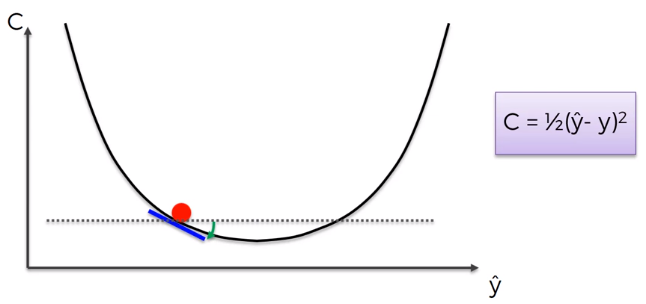 C
C = ½(ŷ- y)²
ŷ